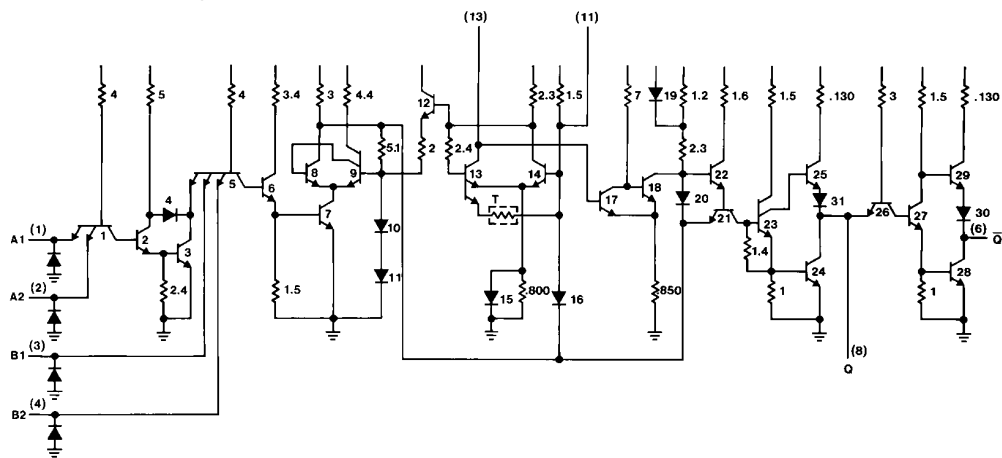 (13) (11)
4 5 4 3.4 3 4.4 12 2.3 1.5 7 19 1.2 1.6 1.5 .130 3 1.5 .130
5.1 2 2.4 2.3
4 5 6 8 9 13 14 18 22 25 29
T 17 20 31 30
A1 (1) 1 2 3 7 10 21 23 26 27 (6) Q
1.4
A2 (2) 2.4 1.5 11 15 .800 16 .850 1 24 1 28
B1 (3)
(8)
Q
B2 (4)